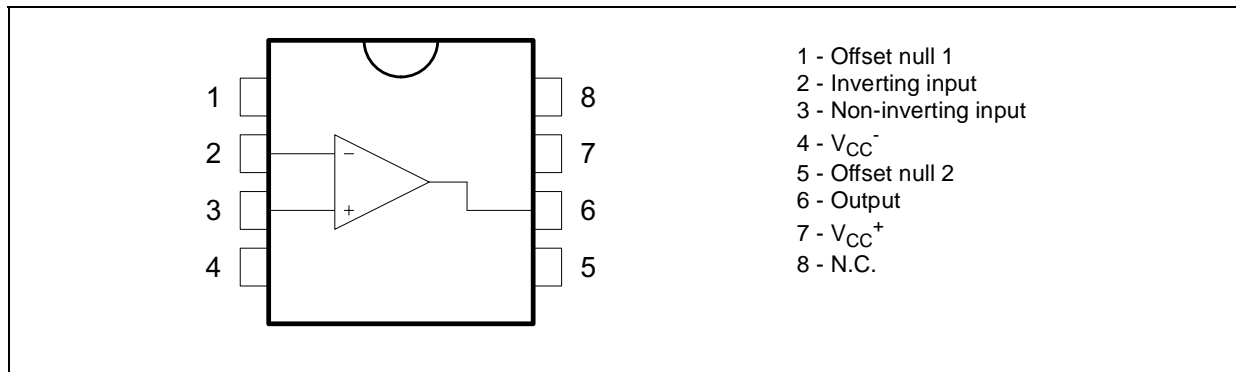 1
2
3
4
8
7
6
5
−
+
1 - Offset null 1
2 - Inverting input
3 - Non-inverting input
4 - VCC-
5 - Offset null 2
6 - Output
7 - VCC+
8 - N.C.